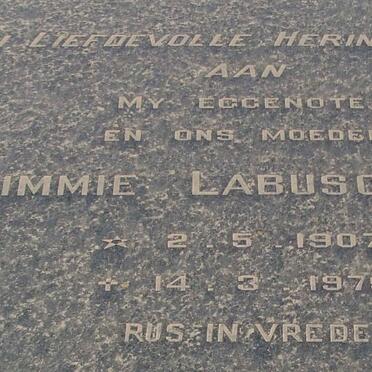 LIEFDEVOLLE HERIN
AAN
MY EGGENOTE
EN ONS MOEDE
IMMIE LABUSC
* 2 . 5 . 1907
+ 14 . 3 . 197
RUS IN VREDE